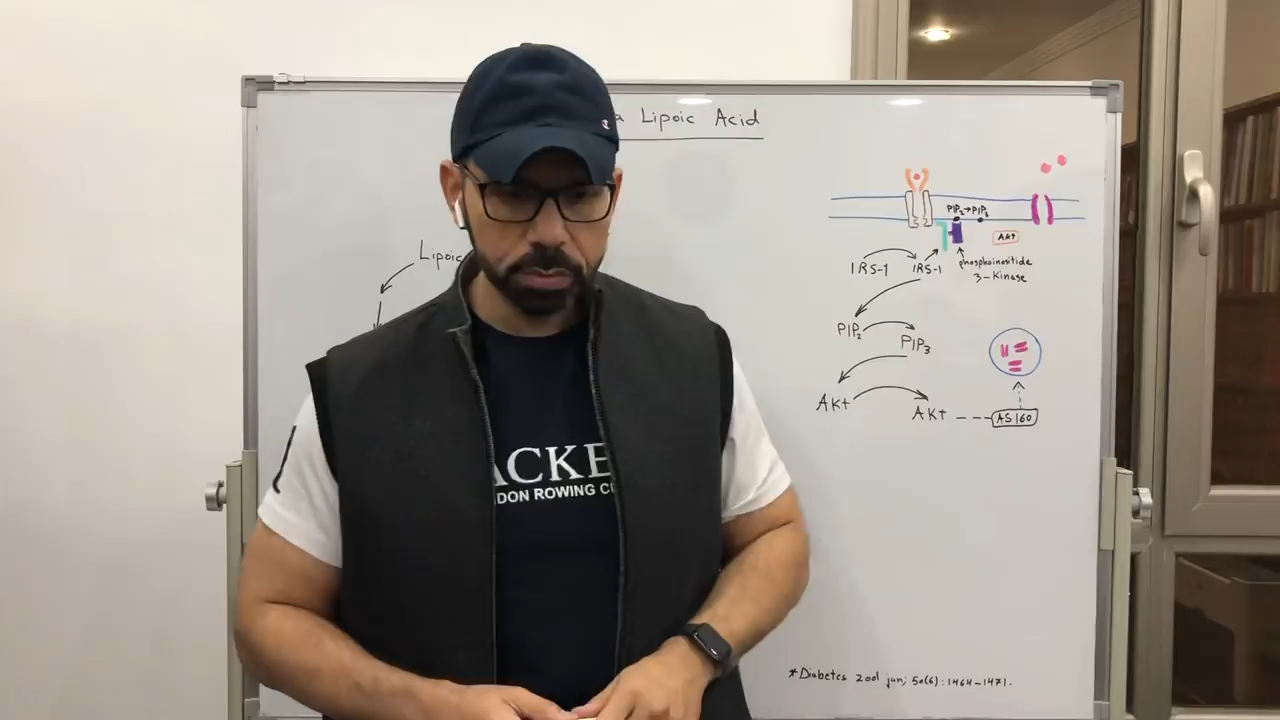 a Lipoic Acid
Lipoic
PIP₂→PIP₃
Akt
IRS-1
IRS-1
phosphoinositide
3-Kinase
PIP₂
PIP₃
Akt
Akt
AS160
ACKE
DON ROWING CL
*Diabetes 2001 jun; 50(6):1464-1471.